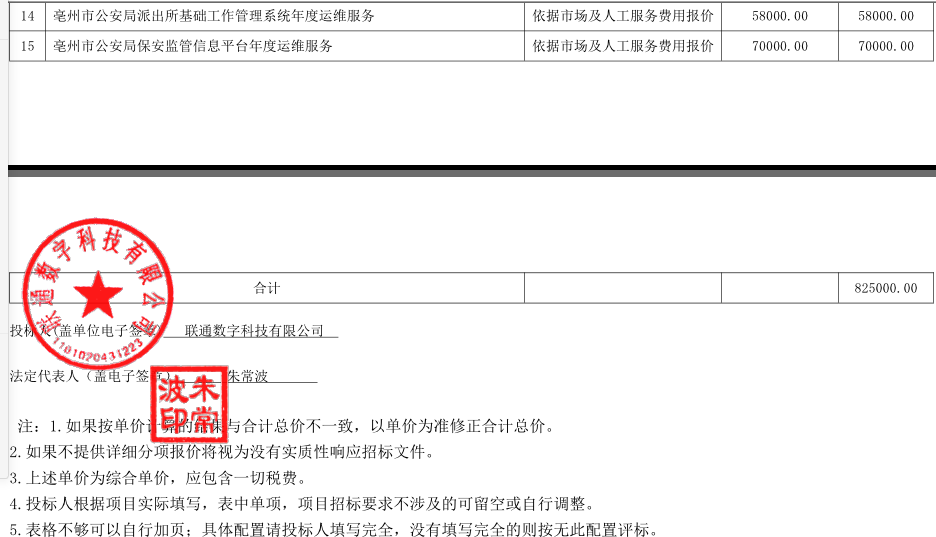 14 亳州市公安局派出所基础工作管理系统年度运维服务 依据市场及人工服务费用报价 58000.00 58000.00
15 亳州市公安局保安监管信息平台年度运维服务 依据市场及人工服务费用报价 70000.00 70000.00
联通数字科技有限公司
合计 825000.00
投标人(盖单位电子签章) 联通数字科技有限公司
1101020431223
法定代表人（盖电子签章） 朱常波
朱常波印
注：1.如果按单价计算的结果与合计总价不一致，以单价为准修正合计总价。
2.如果不提供详细分项报价将视为没有实质性响应招标文件。
3.上述单价为综合单价，应包含一切税费。
4.投标人根据项目实际填写，表中单项，项目招标要求不涉及的可留空或自行调整。
5.表格不够可以自行加页；具体配置请投标人填写完全，没有填写完全的则按无此配置评标。